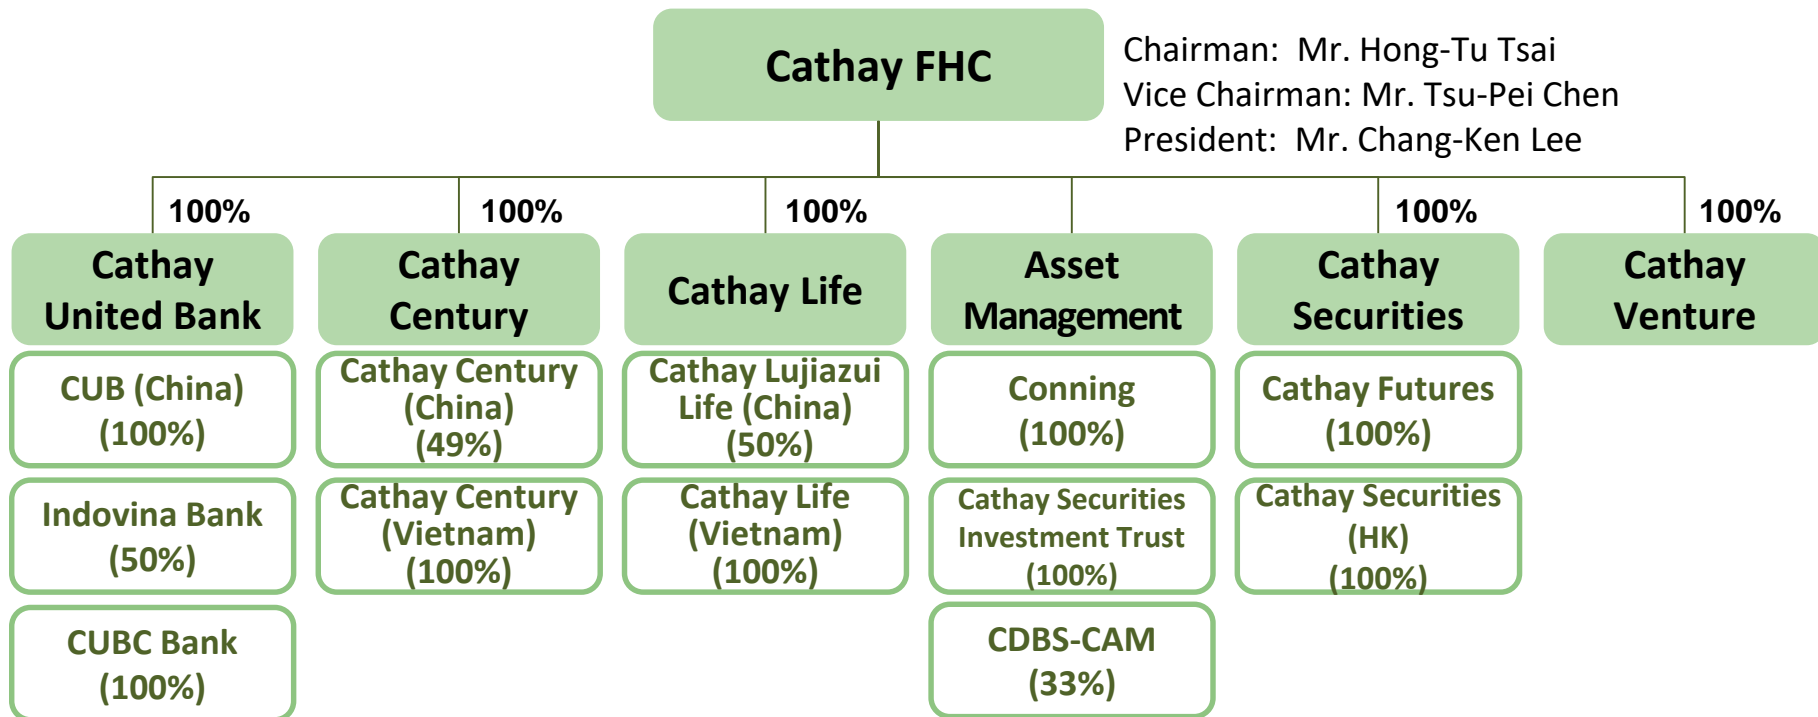 Cathay FHC
Chairman:  Mr. Hong-Tu Tsai
Vice Chairman: Mr. Tsu-Pei Chen
President:  Mr. Chang-Ken Lee
100%
100%
100%
100%
100%
Cathay
United Bank
Cathay
Century
Cathay Life
Asset
Management
Cathay
Securities
Cathay
Venture
CUB (China)
(100%)
Cathay Century
(China)
(49%)
Cathay Lujiazui
Life (China)
(50%)
Conning
(100%)
Cathay Futures
(100%)
Indovina Bank
(50%)
Cathay Century
(Vietnam)
(100%)
Cathay Life
(Vietnam)
(100%)
Cathay Securities
Investment Trust
(100%)
Cathay Securities
(HK)
(100%)
CUBC Bank
(100%)
CDBS-CAM
(33%)